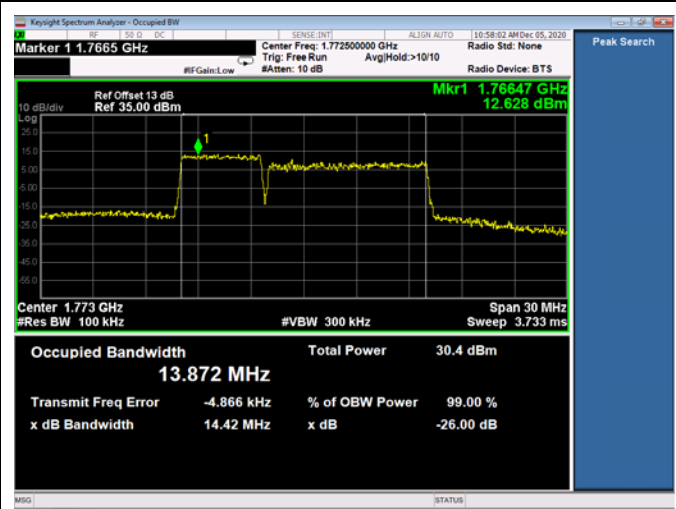 Keysight Spectrum Analyzer - Occupied BW
RF 50 Ω DC SENSE:INT ALIGN AUTO 10:58:02 AM Dec 05, 2020
Marker 1 1.7665 GHz
Center Freq: 1.772500000 GHz
Radio Std: None
Trig: Free Run Avg|Hold:>10/10
#IFGain:Low #Atten: 10 dB Radio Device: BTS
Peak Search
Ref Offset 13 dB
Mkr1 1.76647 GHz
10 dB/div Ref 35.00 dBm 12.628 dBm
Log
25.0
15.0
5.00
-5.00
-15.0
-25.0
-35.0
-45.0
-55.0
1
Center 1.773 GHz Span 30 MHz
#Res BW 100 kHz #VBW 300 kHz Sweep 3.733 ms
Occupied Bandwidth Total Power 30.4 dBm
13.872 MHz
Transmit Freq Error -4.866 kHz % of OBW Power 99.00 %
x dB Bandwidth 14.42 MHz x dB -26.00 dB
MSG STATUS